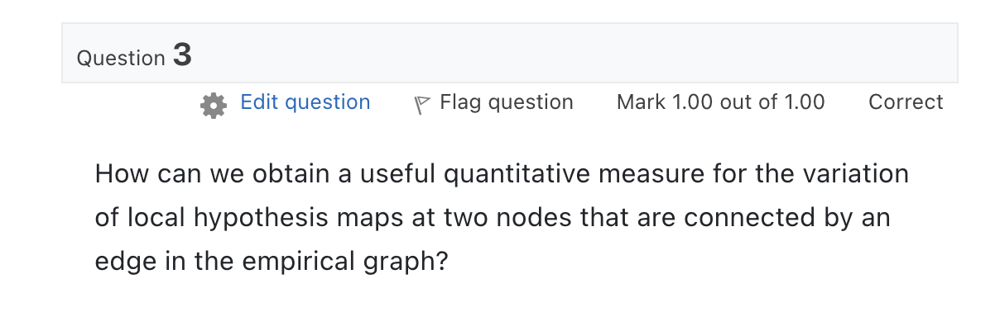 Question 3
Edit question Flag question Mark 1.00 out of 1.00 Correct
How can we obtain a useful quantitative measure for the variation
of local hypothesis maps at two nodes that are connected by an
edge in the empirical graph?